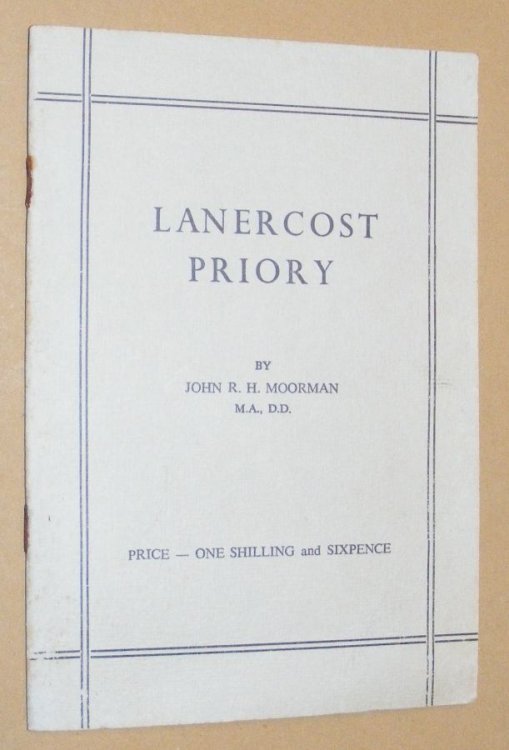 LANERCOST
PRIORY
BY
JOHN R. H. MOORMAN
M.A., D.D.
PRICE — ONE SHILLING and SIXPENCE